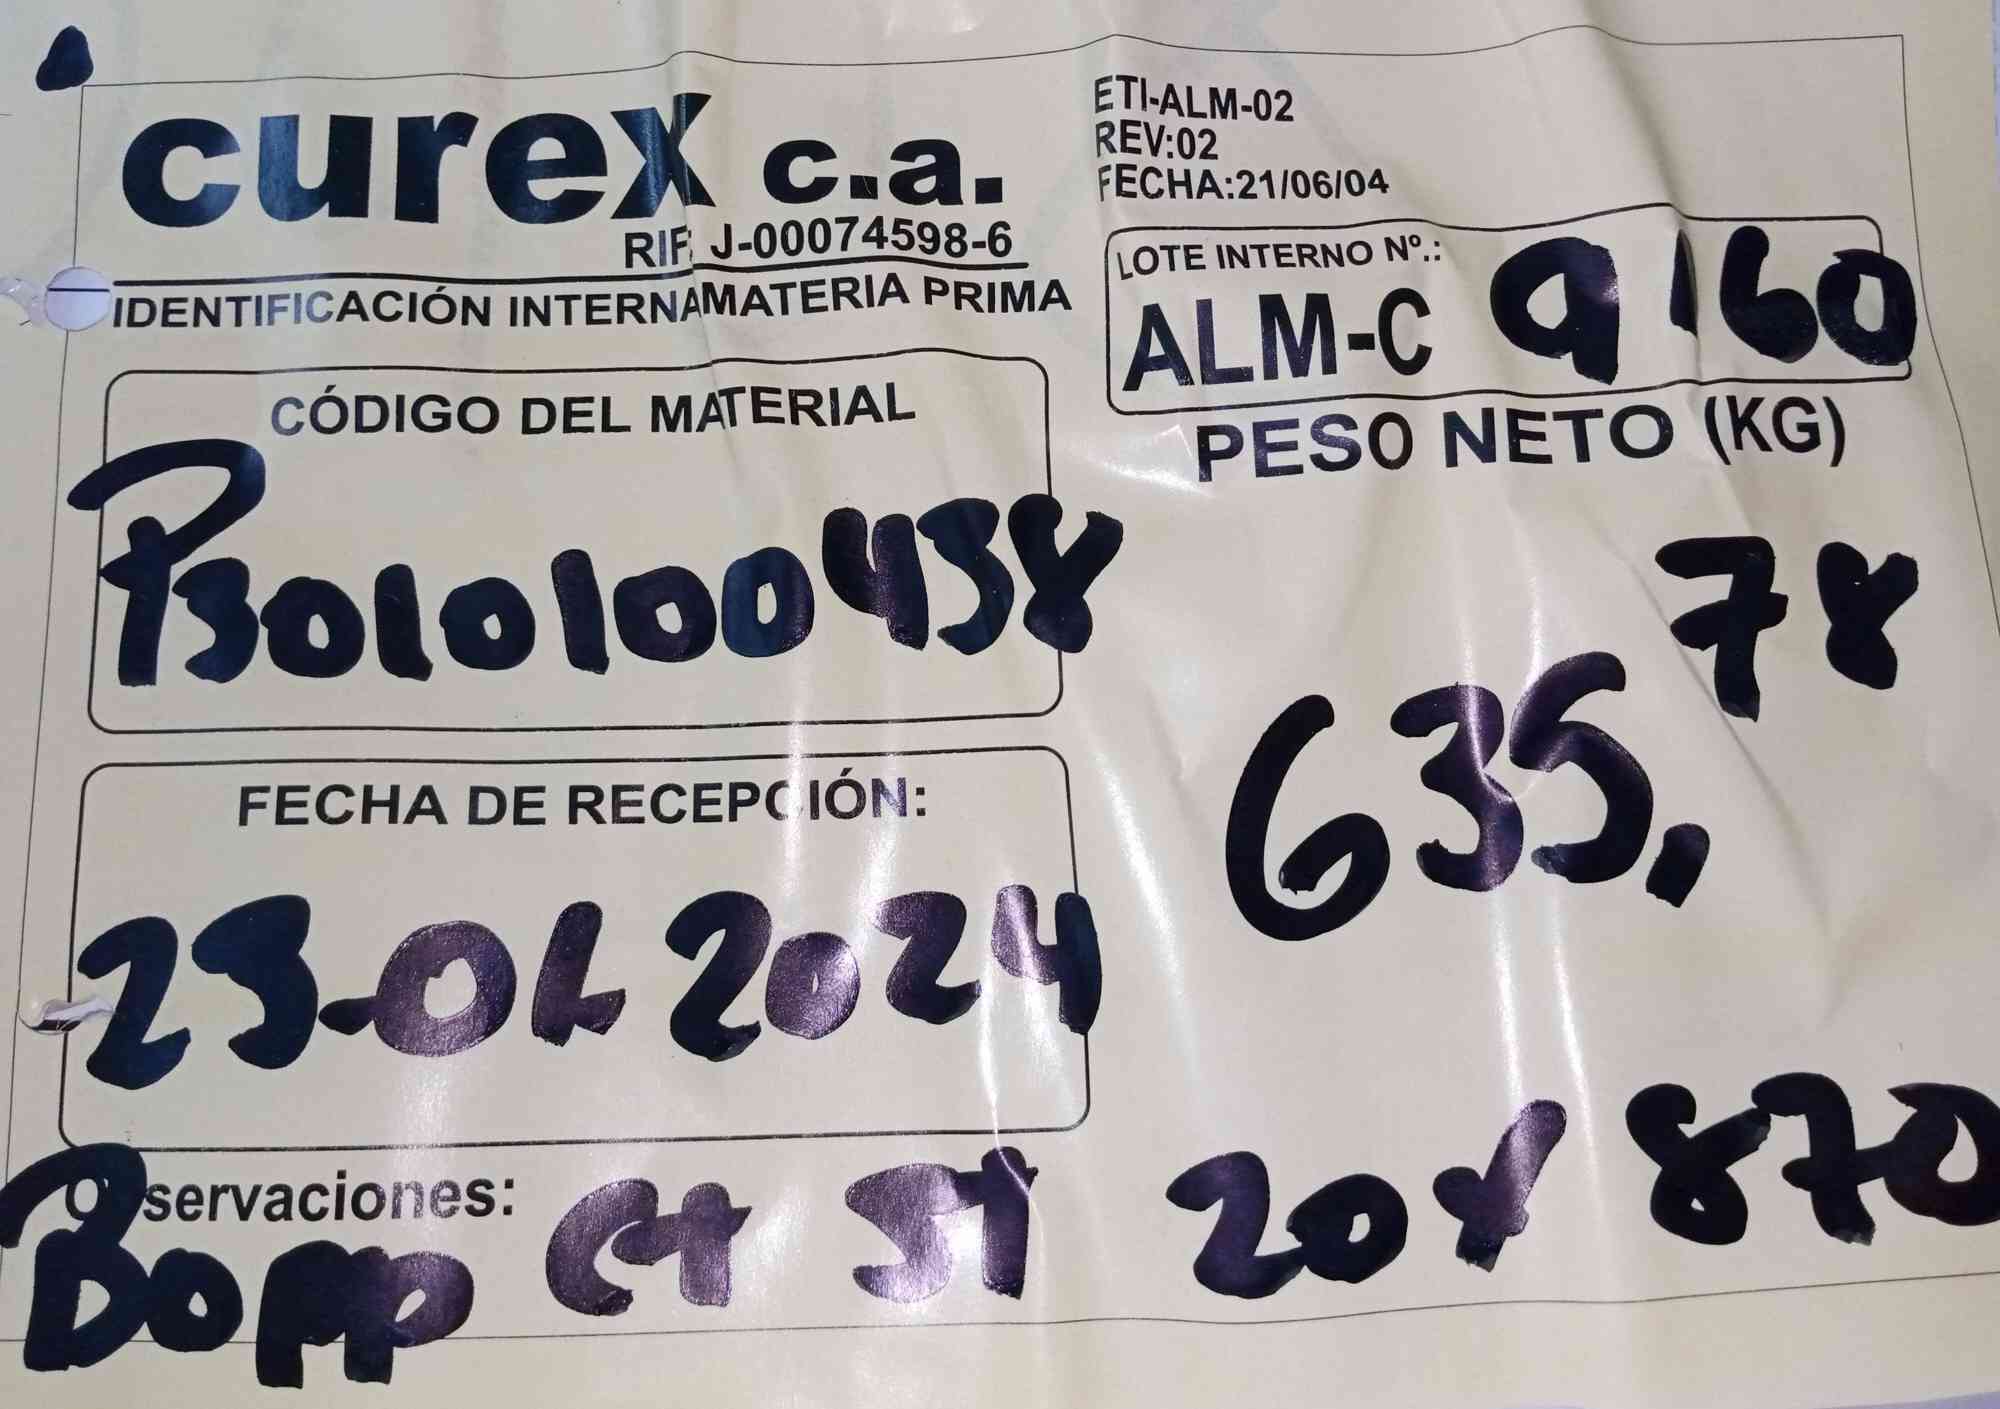 curex c.a.
RIF: J-00074598-6
IDENTIFICACIÓN INTERNA MATERIA PRIMA
ETI-ALM-02
REV:02
FECHA:21/06/04
LOTE INTERNO Nº.:
ALM-C 9160
CÓDIGO DEL MATERIAL
P3010100438
PESO NETO (KG)
635,78
FECHA DE RECEPCIÓN:
23-01-2024
Observaciones:
Bopp Ct ST 20 x 870